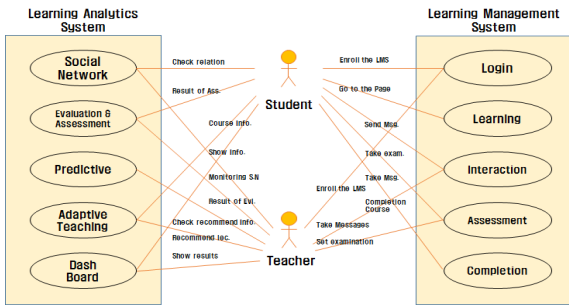 Learning Analytics
System
Learning Management
System
Social
Network
Evaluation &
Assessment
Predictive
Adaptive
Teaching
Dash
Board
Check relation
Result of Ass.
Course Info.
Show Info.
Monitoring S.N
Result of EVl.
Check recommend Info.
Recommend lec.
Show results
Student
Teacher
Enroll the LMS
Go to the Page
Send Msg.
Take exam.
Take Msg.
Enroll the LMS
Completion
Course
Take Messages
Set examination
Login
Learning
Interaction
Assessment
Completion